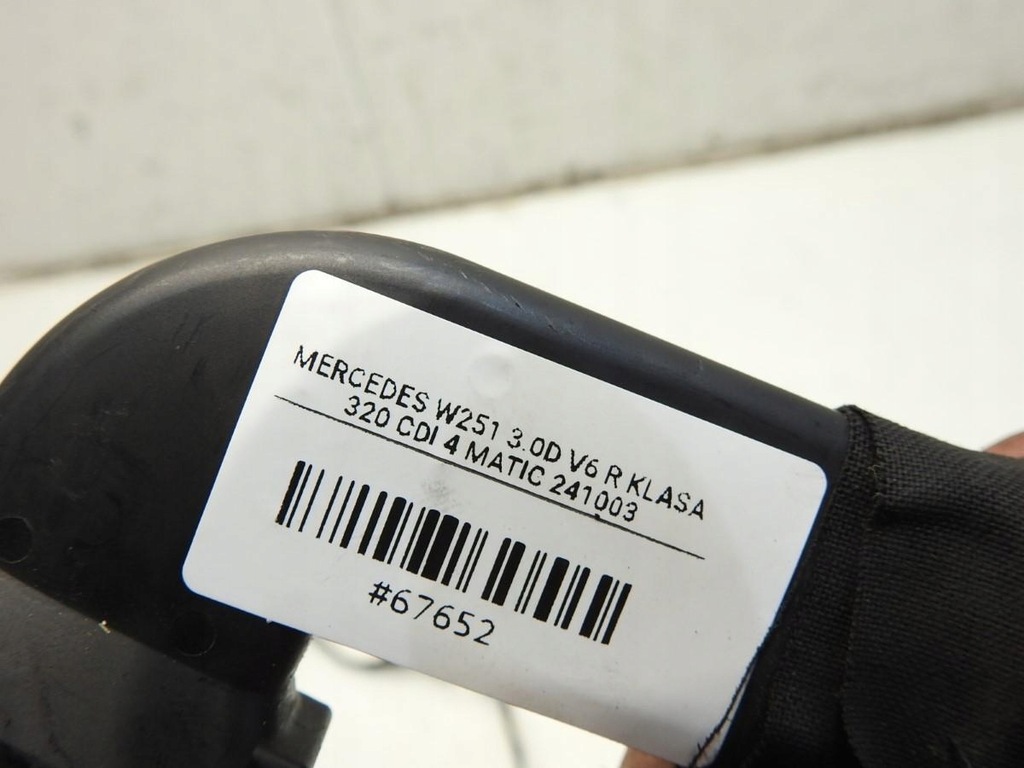 MERCEDES W251 3.0D V6 R KLASA
320 CDI 4 MATIC 241003
#67652